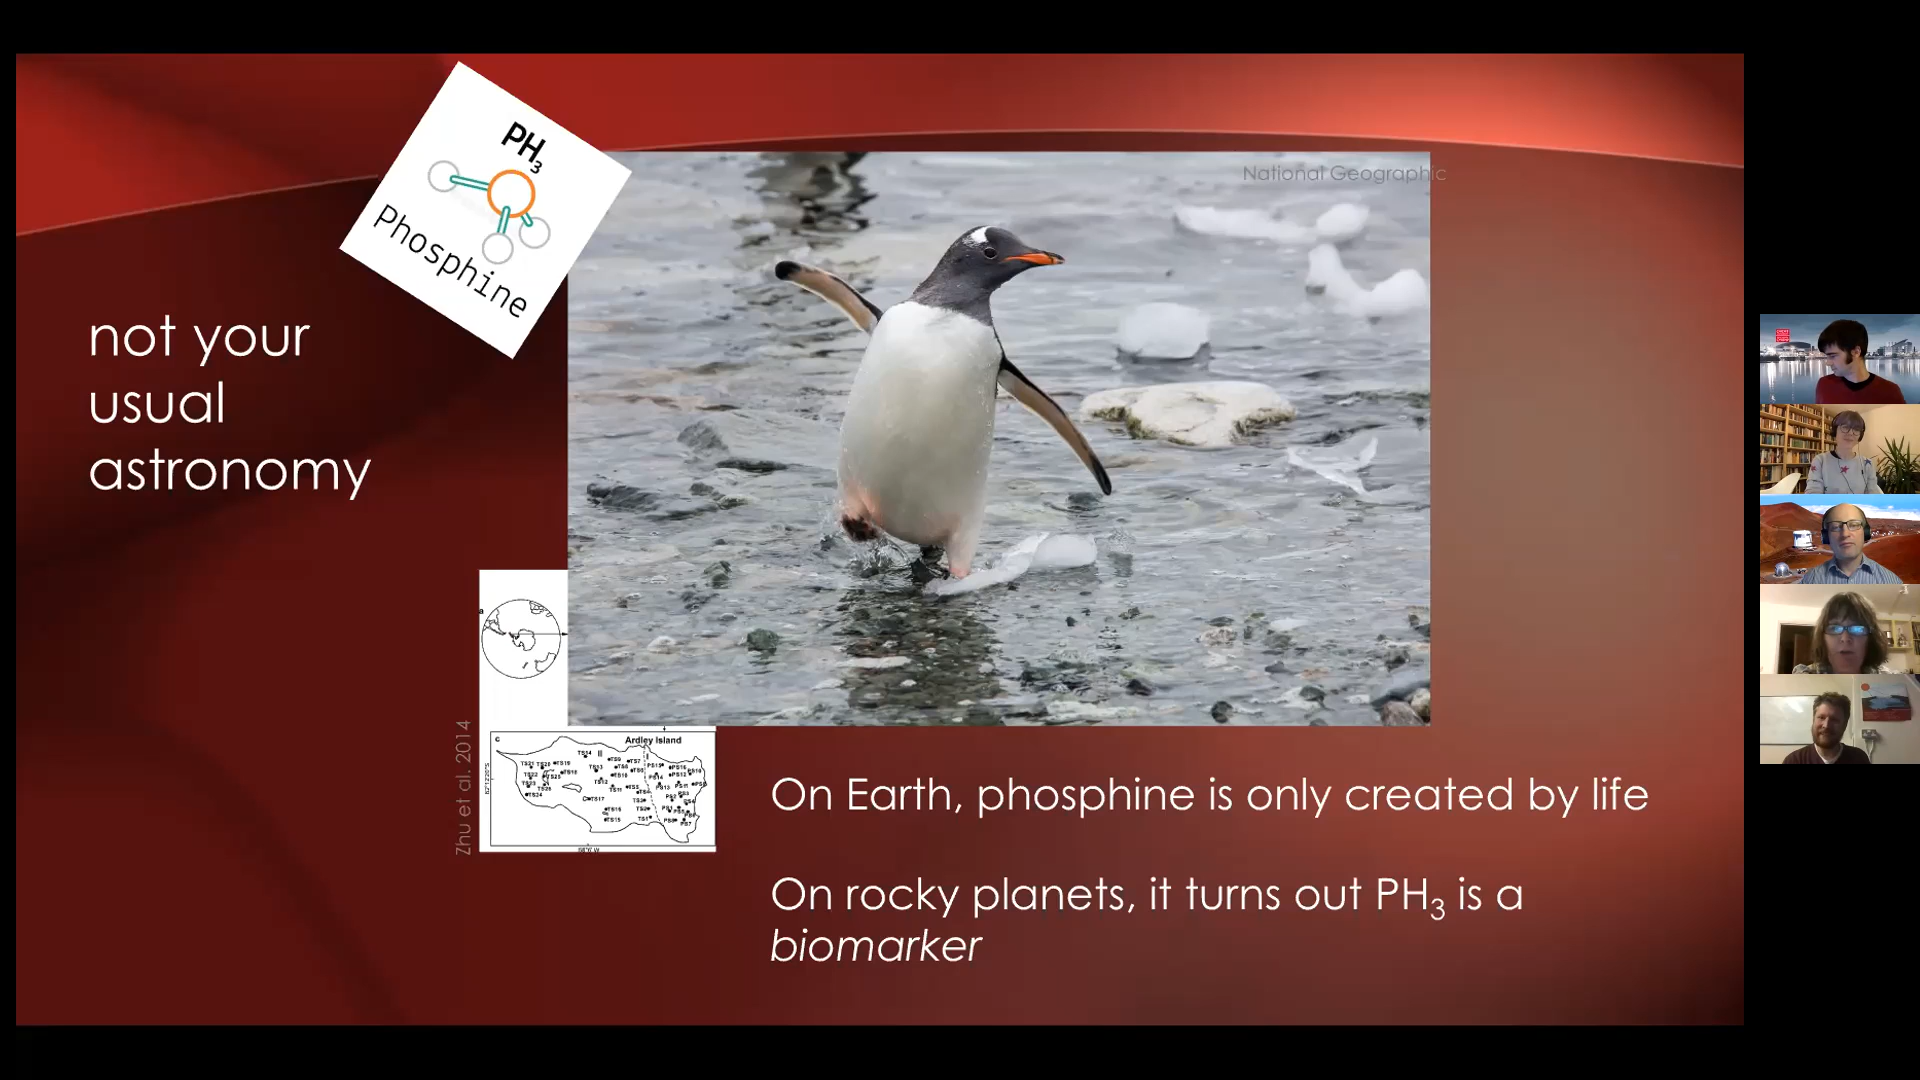 PH3
Phosphine
National Geographic
not your
usual
astronomy
a
Zhu et al. 2014
c
Ardley Island
On Earth, phosphine is only created by life
On rocky planets, it turns out PH3 is a
biomarker